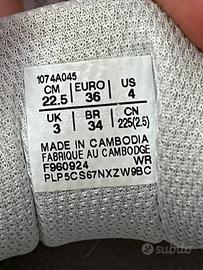 1074A045
CM EURO US
22.5 36 4
UK BR CN
3 34 225(2.5)
MADE IN CAMBODIA
FABRIQUE AU CAMBODGE
F960924 WR
PLP5CS67NXZW9BC
subito